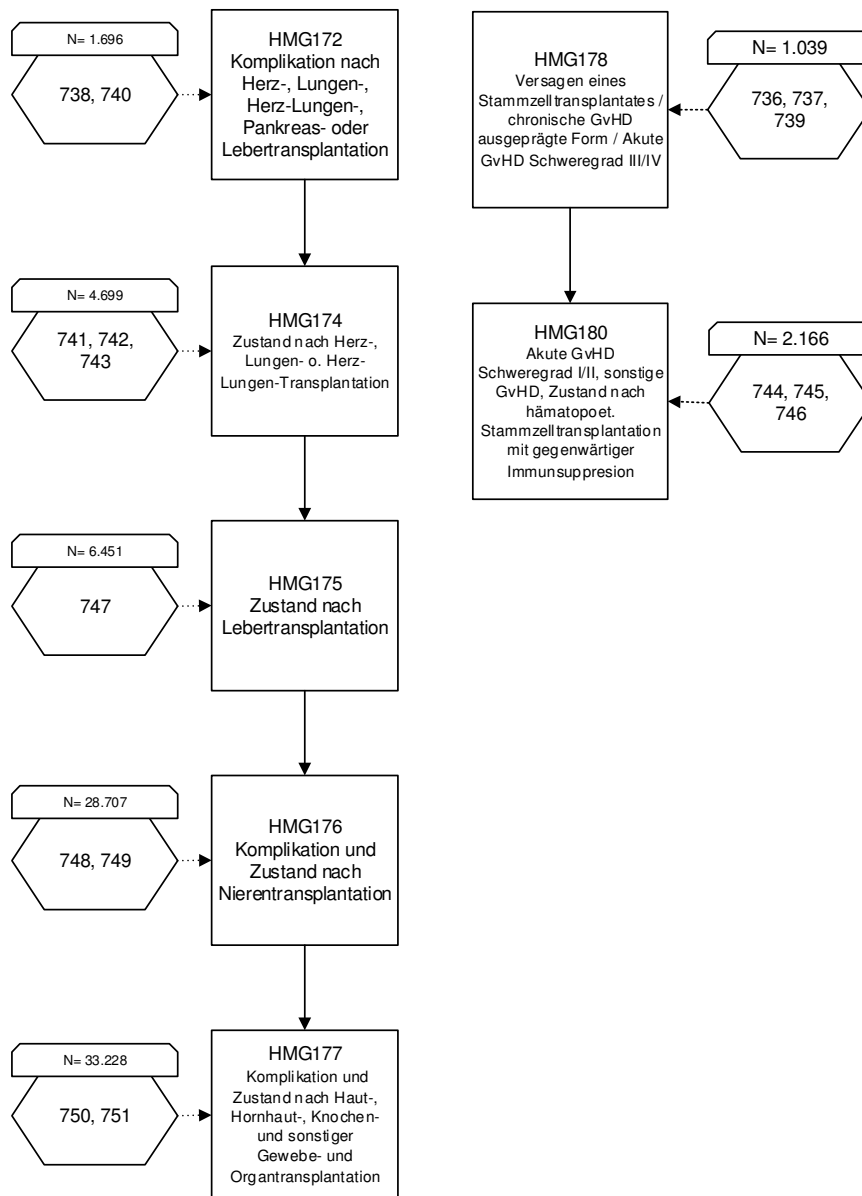 N= 1.696
738, 740
HMG172
Komplikation nach
Herz-, Lungen-,
Herz-Lungen-,
Pankreas- oder
Lebertransplantation
N= 4.699
741, 742,
743
HMG174
Zustand nach Herz-,
Lungen- o. Herz-
Lungen-Transplantation
N= 6.451
747
HMG175
Zustand nach
Lebertransplantation
N= 28.707
748, 749
HMG176
Komplikation und
Zustand nach
Nierentransplantation
N= 33.228
750, 751
HMG177
Komplikation und
Zustand nach Haut-,
Hornhaut-, Knochen-
und sonstiger
Gewebe- und
Organtransplantation
HMG178
Versagen eines
Stammzelltransplantates /
chronische GvHD
ausgeprägte Form / Akute
GvHD Schweregrad III/IV
N= 1.039
736, 737,
739
HMG180
Akute GvHD
Schweregrad I/II, sonstige
GvHD, Zustand nach
hämatopoet.
Stammzelltransplantation
mit gegenwärtiger
Immunsuppresion
N= 2.166
744, 745,
746